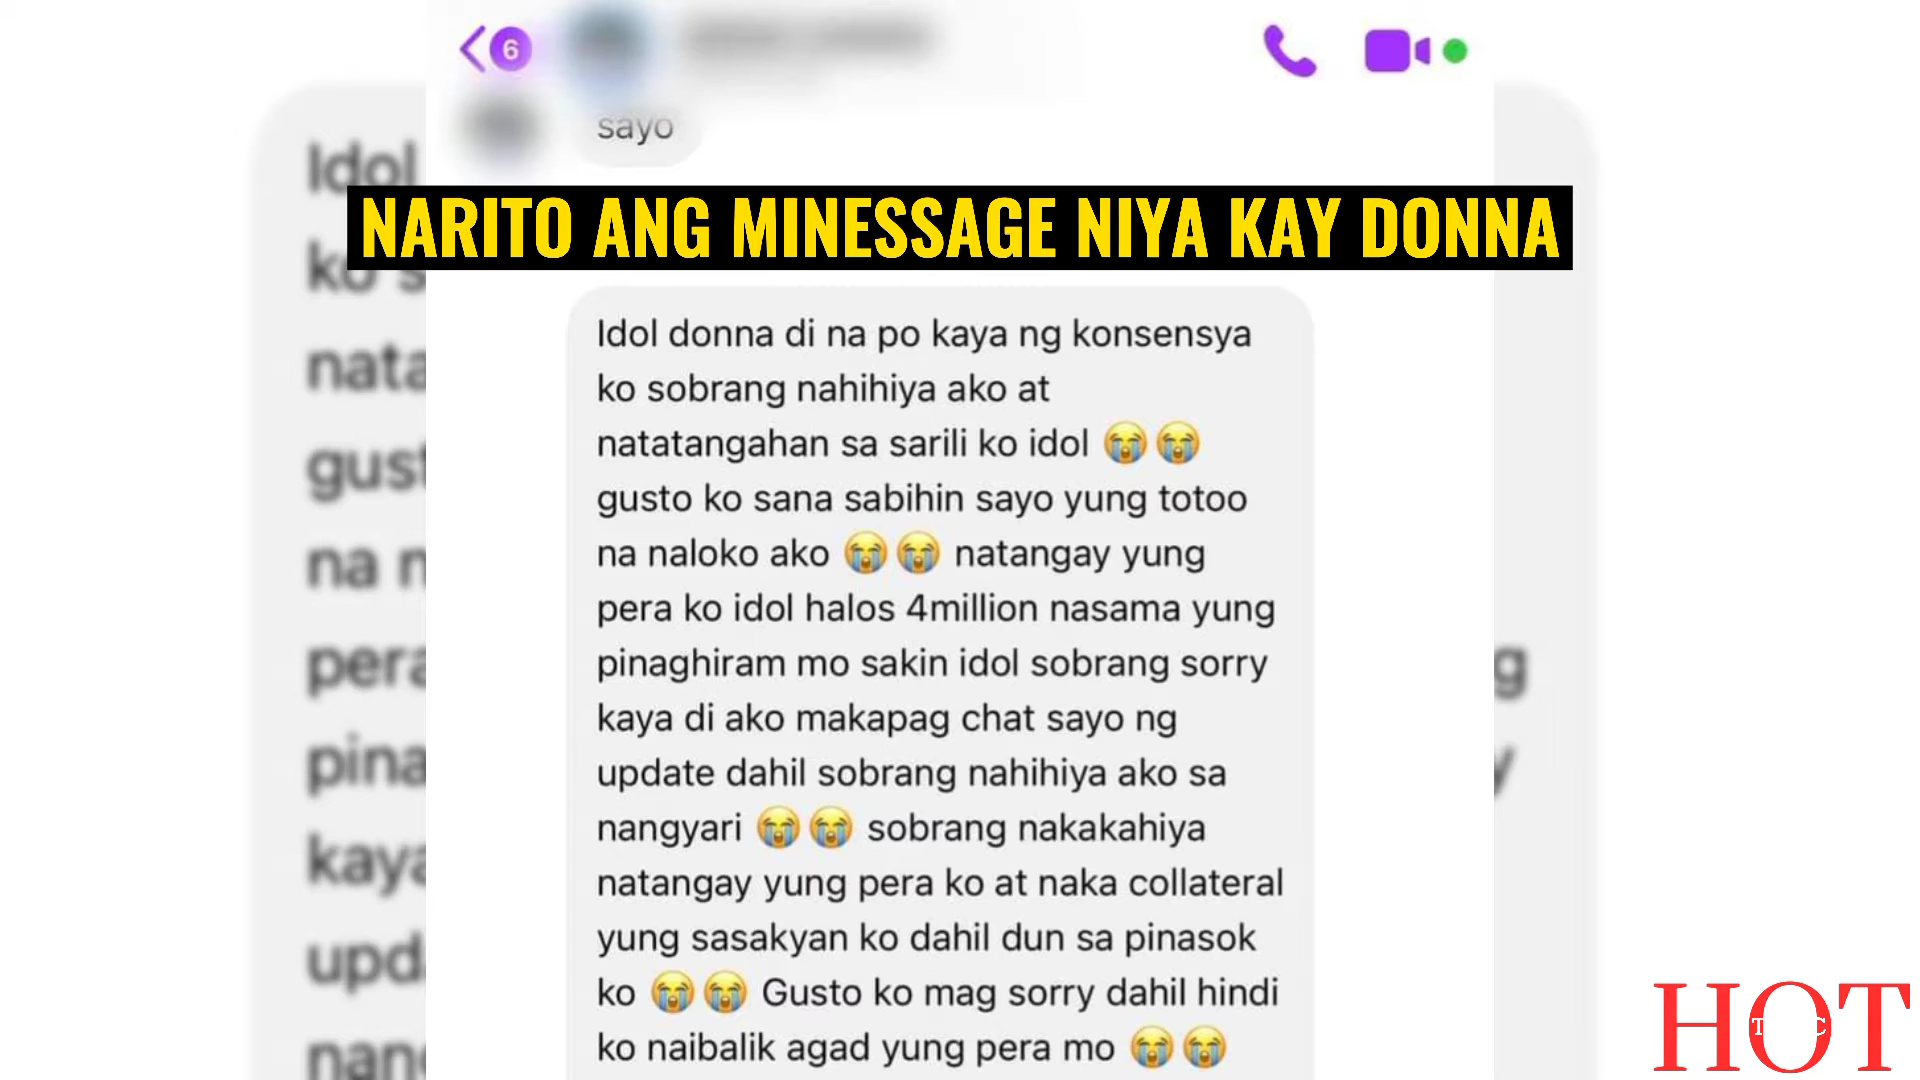 6
sayo
NARITO ANG MINESSAGE NIYA KAY DONNA
Idol donna di na po kaya ng konsensya
ko sobrang nahihiya ako at
natatangahan sa sarili ko idol 😭😭
gusto ko sana sabihin sayo yung totoo
na naloko ako 😭😭 natangay yung
pera ko idol halos 4million nasama yung
pinaghiram mo sakin idol sobrang sorry
kaya di ako makapag chat sayo ng
update dahil sobrang nahihiya ako sa
nangyari 😭😭 sobrang nakakahiya
natangay yung pera ko at naka collateral
yung sasakyan ko dahil dun sa pinasok
ko 😭😭 Gusto ko mag sorry dahil hindi
ko naibalik agad yung pera mo 😭😭
HOT